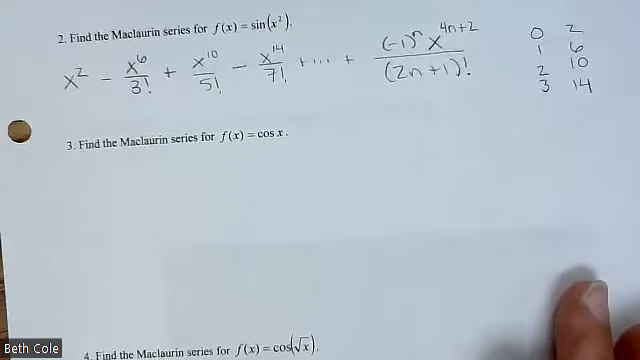 2. Find the Maclaurin series for f(x) = sin(x²).
x² - x⁶/3! + x¹⁰/5! - x¹⁴/7! + ... + (-1)ⁿ x⁴ⁿ⁺²/(2n+1)!
0 2
1 6
2 10
3 14
3. Find the Maclaurin series for f(x) = cos x.
4. Find the Maclaurin series for f(x) = cos(√x).
Beth Cole